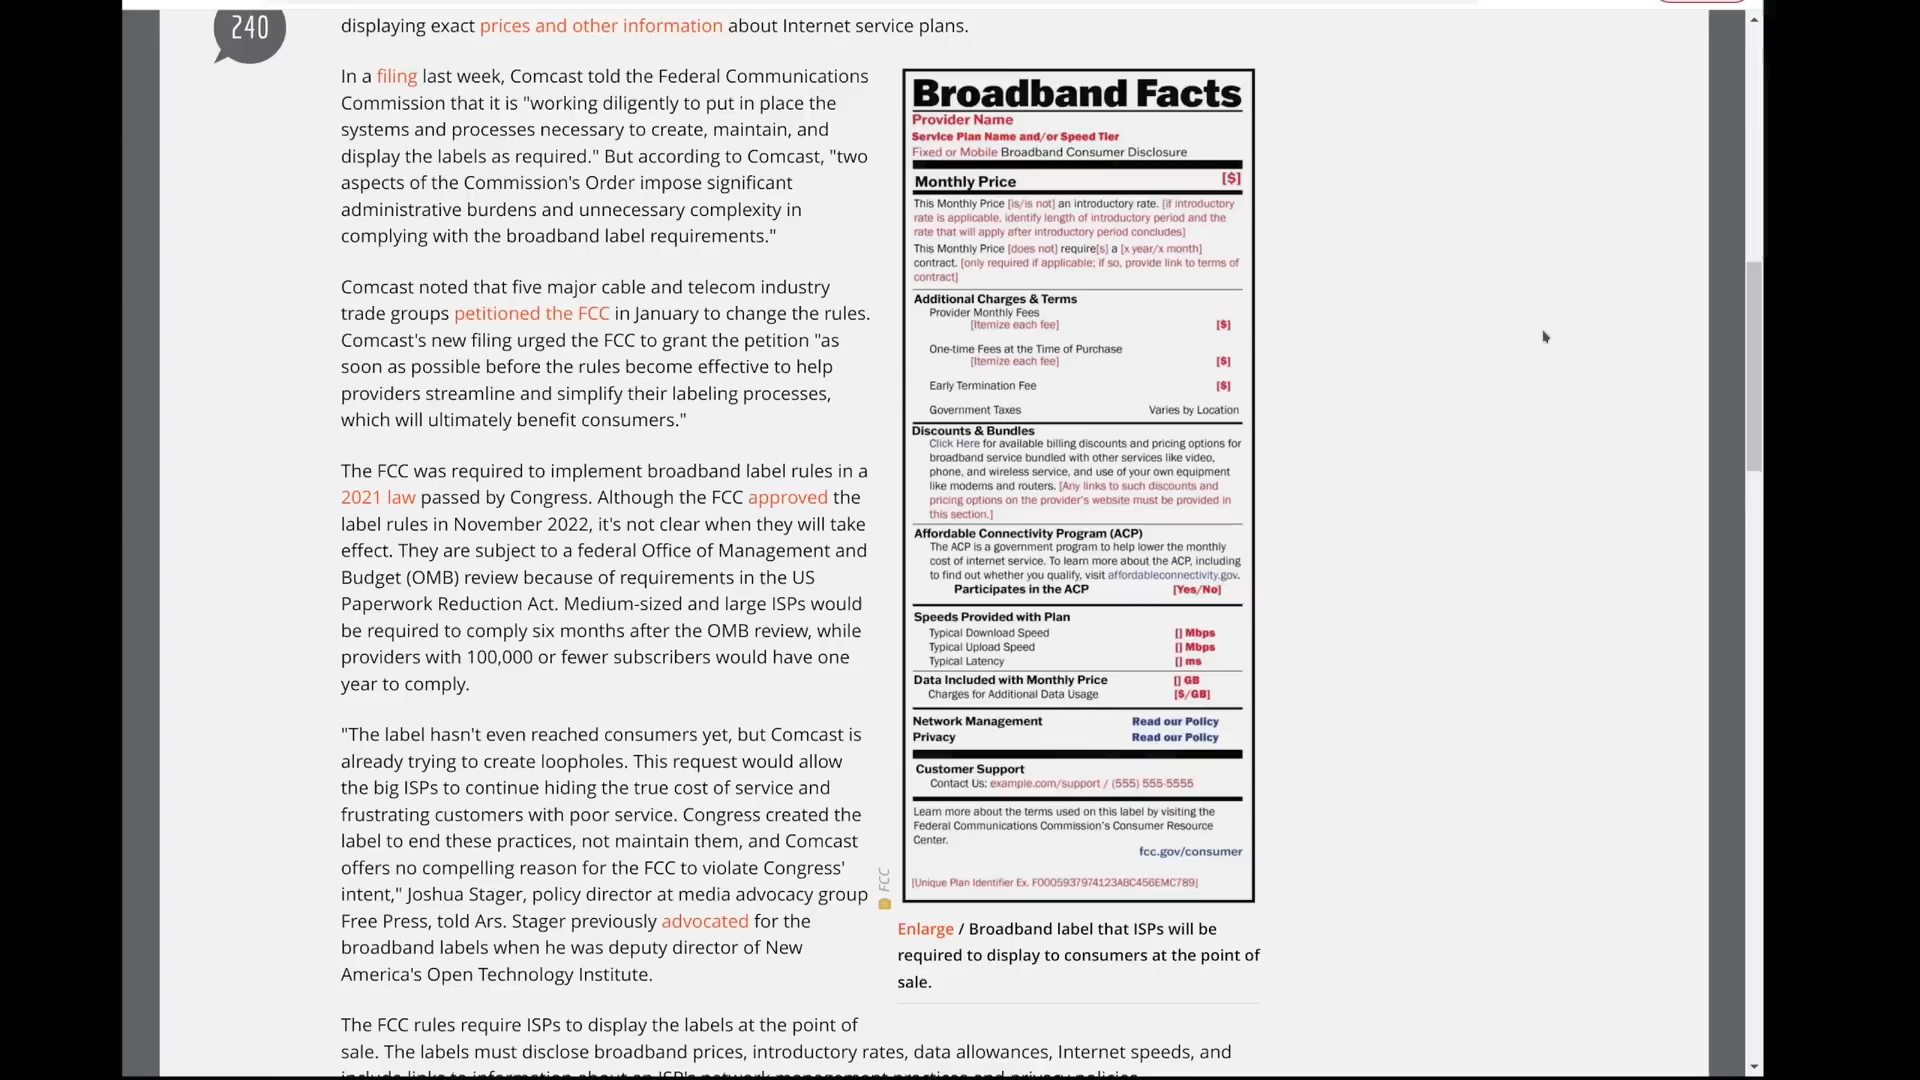 240
displaying exact prices and other information about Internet service plans.
In a filing last week, Comcast told the Federal Communications
Commission that it is "working diligently to put in place the
systems and processes necessary to create, maintain, and
display the labels as required." But according to Comcast, "two
aspects of the Commission's Order impose significant
administrative burdens and unnecessary complexity in
complying with the broadband label requirements."
Comcast noted that five major cable and telecom industry
trade groups petitioned the FCC in January to change the rules.
Comcast's new filing urged the FCC to grant the petition "as
soon as possible before the rules become effective to help
providers streamline and simplify their labeling processes,
which will ultimately benefit consumers."
The FCC was required to implement broadband label rules in a
2021 law passed by Congress. Although the FCC approved the
label rules in November 2022, it's not clear when they will take
effect. They are subject to a federal Office of Management and
Budget (OMB) review because of requirements in the US
Paperwork Reduction Act. Medium-sized and large ISPs would
be required to comply six months after the OMB review, while
providers with 100,000 or fewer subscribers would have one
year to comply.
"The label hasn't even reached consumers yet, but Comcast is
already trying to create loopholes. This request would allow
the big ISPs to continue hiding the true cost of service and
frustrating customers with poor service. Congress created the
label to end these practices, not maintain them, and Comcast
offers no compelling reason for the FCC to violate Congress'
intent," Joshua Stager, policy director at media advocacy group
Free Press, told Ars. Stager previously advocated for the
broadband labels when he was deputy director of New
America's Open Technology Institute.
The FCC rules require ISPs to display the labels at the point of
sale. The labels must disclose broadband prices, introductory rates, data allowances, Internet speeds, and
include links to information about an ISP's network management practices and privacy policies.
Broadband Facts
Provider Name
Service Plan Name and/or Speed Tier
Fixed or Mobile Broadband Consumer Disclosure
Monthly Price [$]
This Monthly Price [is/is not] an introductory rate. [if introductory
rate is applicable, identify length of introductory period and the
rate that will apply after introductory period concludes]
This Monthly Price [does not] require[s] a [x year/x month]
contract. [only required if applicable; if so, provide link to terms of
contract]
Additional Charges & Terms
Provider Monthly Fees
[Itemize each fee] [$]
One-time Fees at the Time of Purchase
[Itemize each fee] [$]
Early Termination Fee [$]
Government Taxes Varies by Location
Discounts & Bundles
Click Here for available billing discounts and pricing options for
broadband service bundled with other services like video,
phone, and wireless service, and use of your own equipment
like modems and routers. [Any links to such discounts and
pricing options on the provider's website must be provided in
this section.]
Affordable Connectivity Program (ACP)
The ACP is a government program to help lower the monthly
cost of internet service. To learn more about the ACP, including
to find out whether you qualify, visit affordableconnectivity.gov.
Participates in the ACP [Yes/No]
Speeds Provided with Plan
Typical Download Speed [] Mbps
Typical Upload Speed [] Mbps
Typical Latency [] ms
Data Included with Monthly Price [] GB
Charges for Additional Data Usage [$/GB]
Network Management Read our Policy
Privacy Read our Policy
Customer Support
Contact Us: example.com/support / (555) 555-5555
Learn more about the terms used on this label by visiting the
Federal Communications Commission's Consumer Resource
Center.
fcc.gov/consumer
[Unique Plan Identifier Ex. F0005937974123ABC456EMC789]
FCC
Enlarge / Broadband label that ISPs will be
required to display to consumers at the point of
sale.